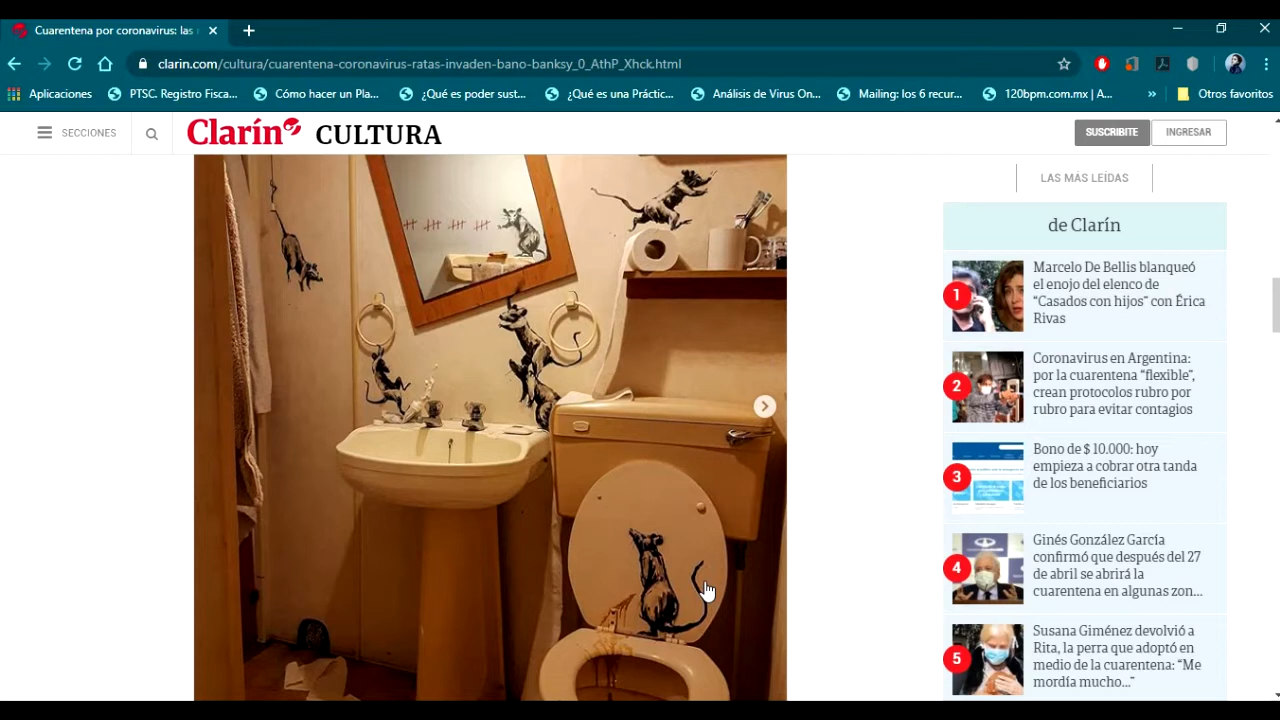 Cuarentena por coronavirus: las r
clarin.com/cultura/cuarentena-coronavirus-ratas-invaden-bano-banksy_0_AthP_Xhck.html
Aplicaciones
PTSC. Registro Fisca...
Cómo hacer un Pla...
¿Qué es poder sust...
¿Qué es una Práctic...
Análisis de Virus On...
Mailing: los 6 recur...
120bpm.com.mx | A...
»
Otros favoritos
SECCIONES
Clarín
CULTURA
SUSCRIBITE
INGRESAR
LAS MÁS LEÍDAS
de Clarín
1
Marcelo De Bellis blanqueó
el enojo del elenco de
“Casados con hijos” con Érica
Rivas
2
Coronavirus en Argentina:
por la cuarentena “flexible”,
crean protocolos rubro por
rubro para evitar contagios
3
Bono de $ 10.000: hoy
empieza a cobrar otra tanda
de los beneficiarios
4
Ginés González García
confirmó que después del 27
de abril se abrirá la
cuarentena en algunas zon...
5
Susana Giménez devolvió a
Rita, la perra que adoptó en
medio de la cuarentena: “Me
mordía mucho...”